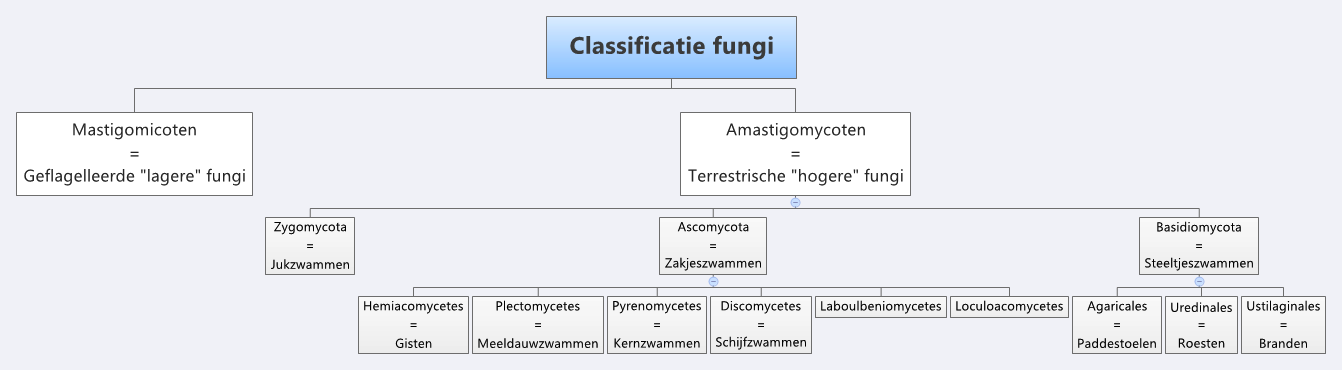 Classificatie fungi
Mastigomicoten
=
Geflagelleerde "lagere" fungi
Amastigomycoten
=
Terrestrische "hogere" fungi
Zygomycota
=
Jukzwammen
Ascomycota
=
Zakjeszwammen
Basidiomycota
=
Steeltjeszwammen
Hemiacomycetes
=
Gisten
Plectomycetes
=
Meeldauwzwammen
Pyrenomycetes
=
Kernzwammen
Discomycetes
=
Schijfzwammen
Laboulbeniomycetes
Loculoacomycetes
Agaricales
=
Paddestoelen
Uredinales
=
Roesten
Ustilaginales
=
Branden